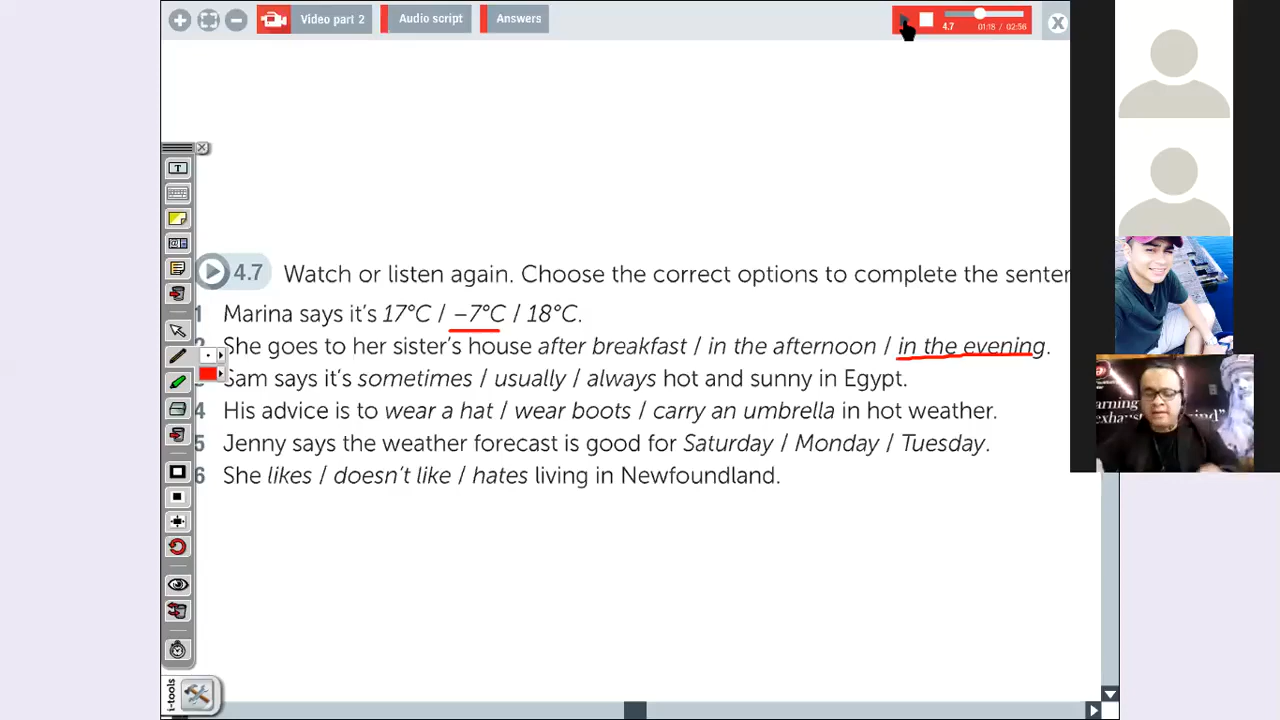 Video part 2
Audio script
Answers
4.7
01:18 / 02:56
X
4.7 Watch or listen again. Choose the correct options to complete the senten
1 Marina says it's 17°C / –7°C / 18°C.
She goes to her sister's house after breakfast / in the afternoon / in the evening.
Sam says it's sometimes / usually / always hot and sunny in Egypt.
4 His advice is to wear a hat / wear boots / carry an umbrella in hot weather.
5 Jenny says the weather forecast is good for Saturday / Monday / Tuesday.
6 She likes / doesn't like / hates living in Newfoundland.
i-tools